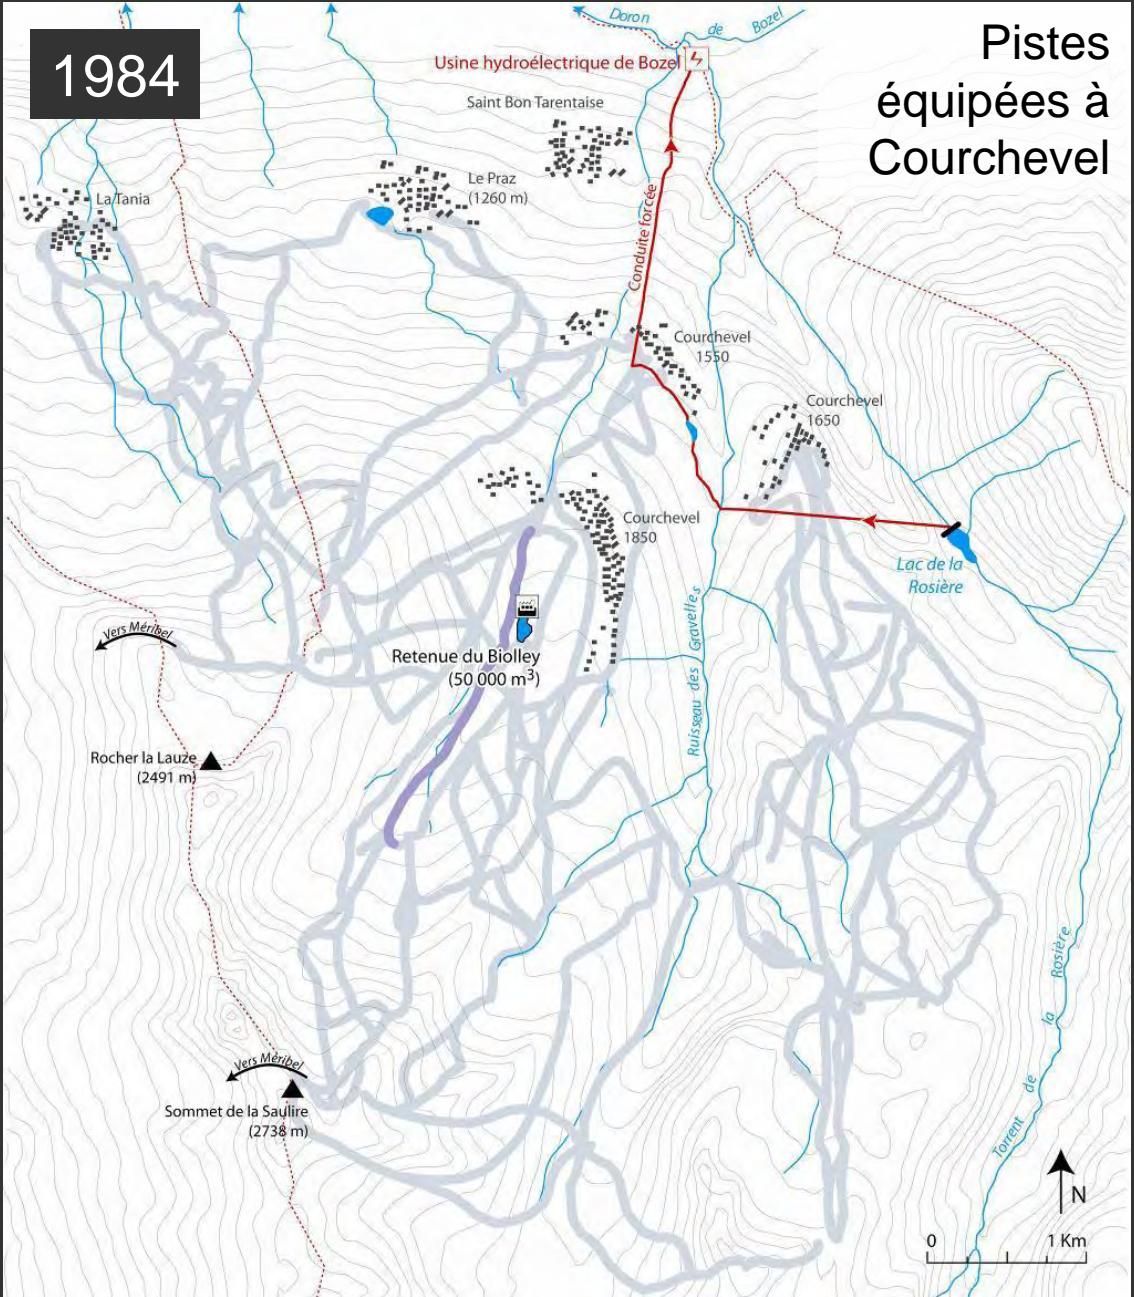 1984
Pistes
équipées à
Courchevel
Doron de Bozel
Usine hydroélectrique de Bozel
Saint Bon Tarentaise
Le Praz
(1260 m)
La Tania
Conduite forcée
Courchevel
1550
Courchevel
1650
Courchevel
1850
Lac de la
Rosière
Ruisseau des Gravelles
Vers Méribel
Retenue du Biolley
(50 000 m³)
Rocher la Lauze
(2491 m)
Torrent de la Rosière
Vers Méribel
Sommet de la Saulire
(2738 m)
N
0 1 Km